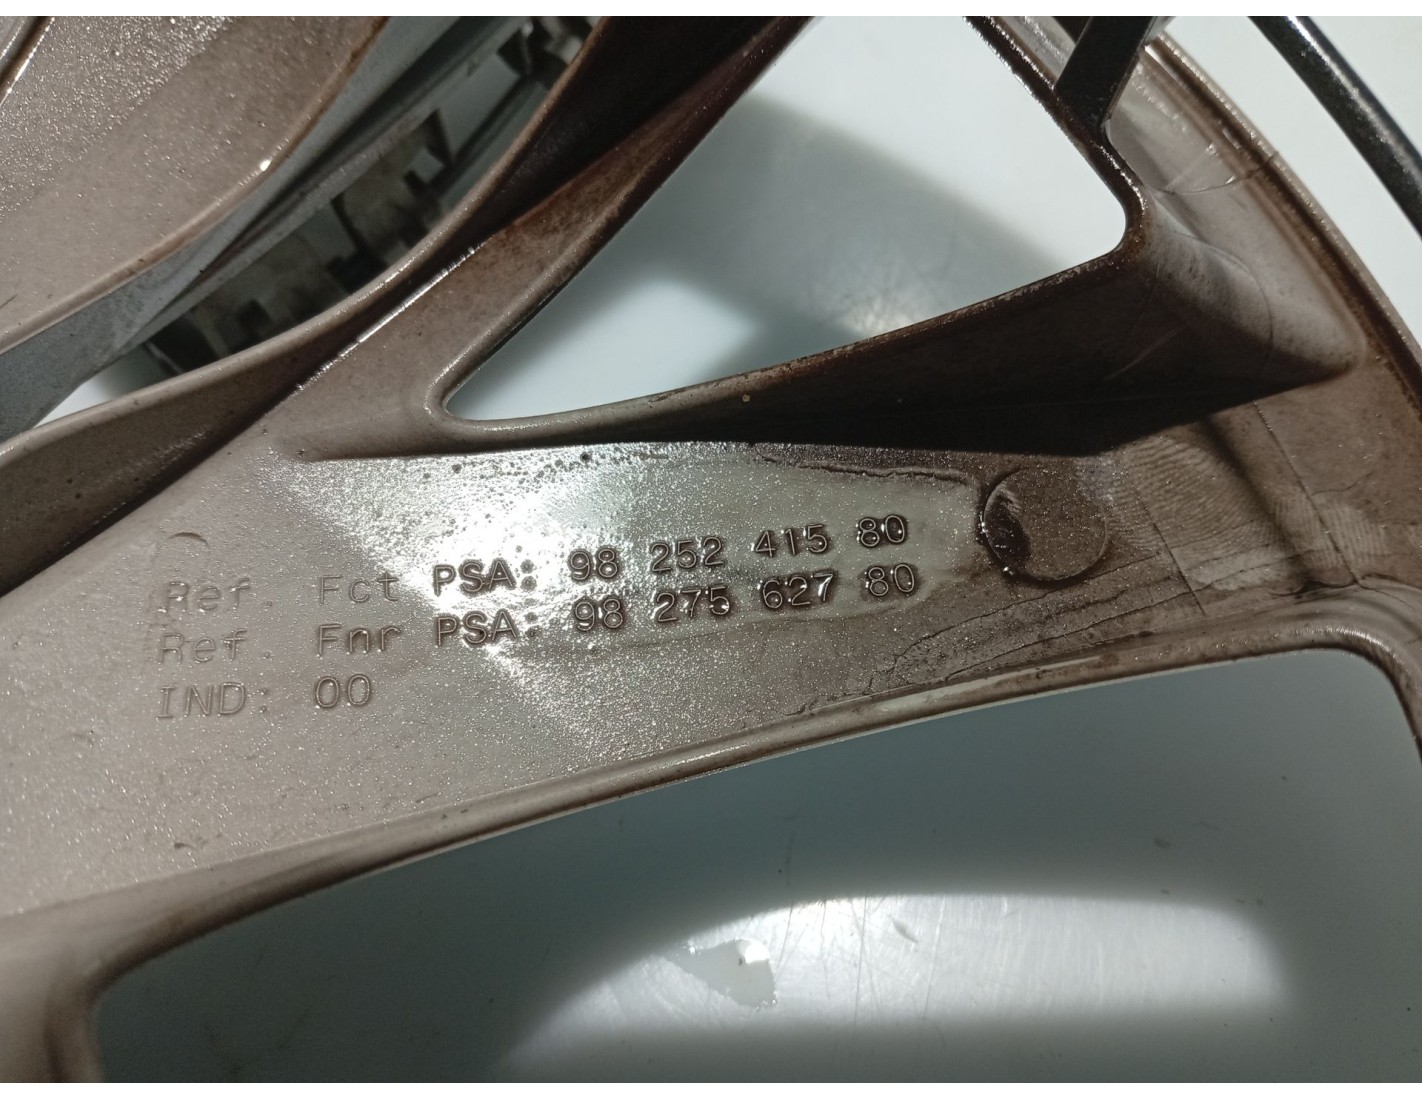 Ref. Fct PSA: 98 252 415 80
Ref. Fnr PSA: 98 275 627 80
IND: 00